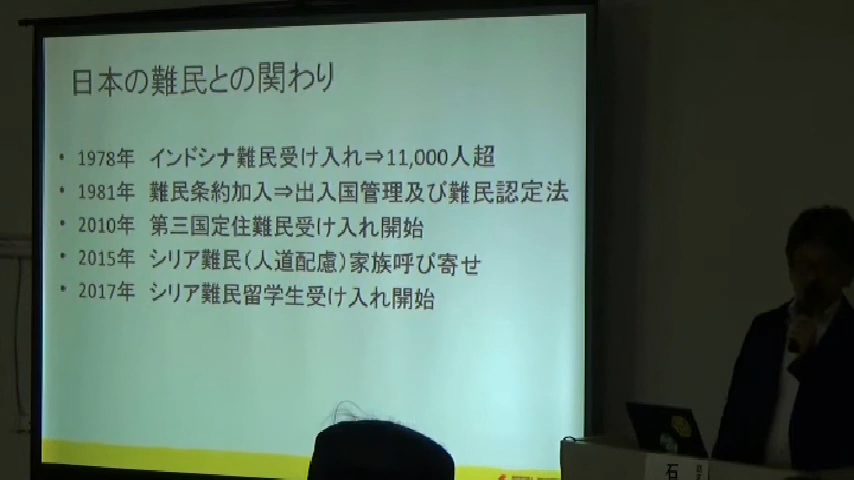 日本の難民との関わり
• 1978年 インドシナ難民受け入れ⇒11,000人超
• 1981年 難民条約加入⇒出入国管理及び難民認定法
• 2010年 第三国定住難民受け入れ開始
• 2015年 シリア難民（人道配慮）家族呼び寄せ
• 2017年 シリア難民留学生受け入れ開始
石